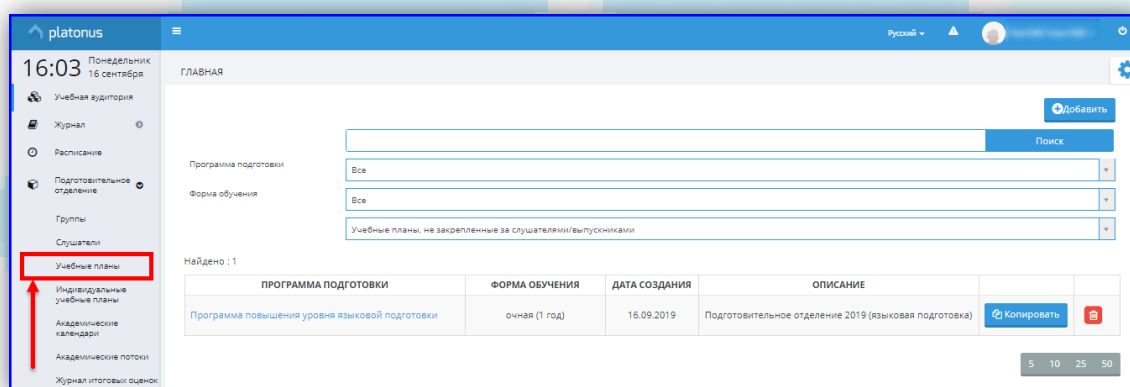 platonus
Русский
16:03 Понедельник
16 сентября
ГЛАВНАЯ
Учебная аудитория
Журнал
Расписание
Подготовительное
отделение
Группы
Слушатели
Учебные планы
Индивидуальные
учебные планы
Академические
календари
Академические потоки
Журнал итоговых оценок
Добавить
Поиск
Программа подготовки
Все
Форма обучения
Все
Учебные планы, не закрепленные за слушателями/выпускниками
Найдено : 1
ПРОГРАММА ПОДГОТОВКИ ФОРМА ОБУЧЕНИЯ ДАТА СОЗДАНИЯ ОПИСАНИЕ
Программа повышения уровня языковой подготовки очная (1 год) 16.09.2019 Подготовительное отделение 2019 (языковая подготовка) Копировать
5 10 25 50